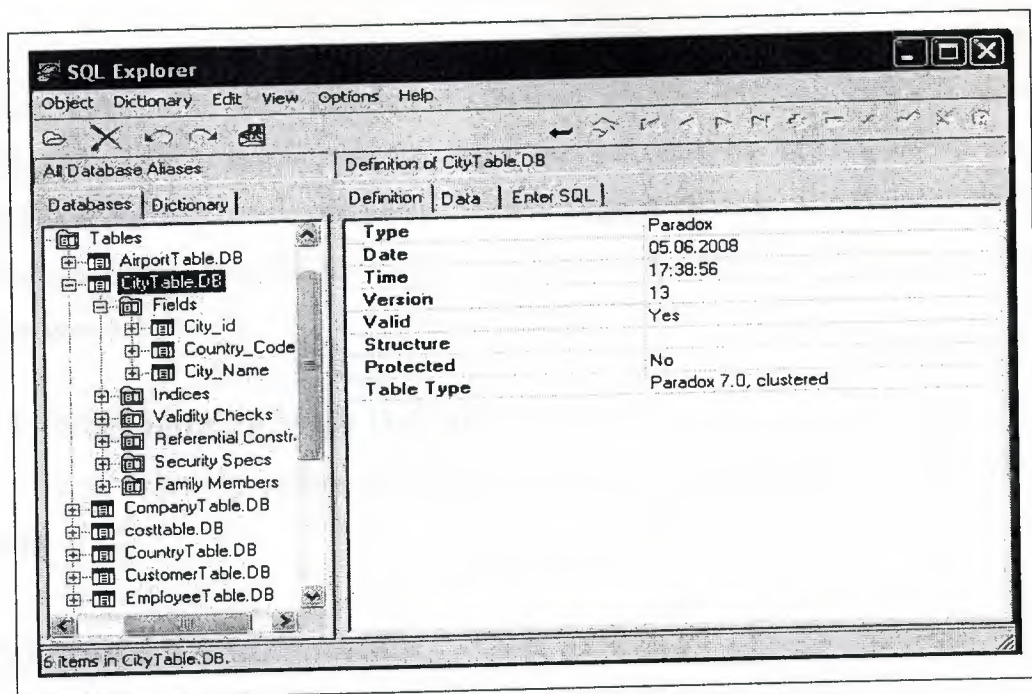 SQL Explorer
Object Dictionary Edit View Options Help
All Database Aliases
Definition of CityTable.DB
Databases Dictionary
Definition Data Enter SQL
Tables
AirportTable.DB
CityTable.DB
Fields
City_id
Country_Code
City_Name
Indices
Validity Checks
Referential Constr
Security Specs
Family Members
CompanyTable.DB
costtable.DB
CountryTable.DB
CustomerTable.DB
EmployeeTable.DB
Type Paradox
Date 05.06.2008
Time 17:38:56
Version 13
Valid Yes
Structure
Protected No
Table Type Paradox 7.0, clustered
6 items in CityTable.DB.